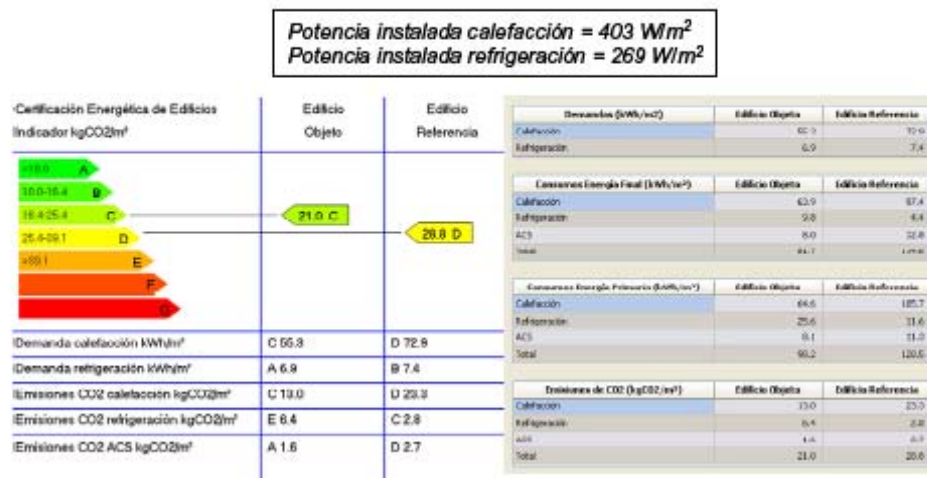 Potencia instalada calefacción = 403 W/m²
Potencia instalada refrigeración = 269 W/m²
Certificación Energética de Edificios
Indicador kgCO2/m²
Edificio Objeto
Edificio Referencia
A
10.0-16.4 B
16.4-25.4 C
21.0 C
D
28.8 D
E
F
G
Demanda calefacción kWh/m² C 55.3 D 72.9
Demanda refrigeración kWh/m² A 6.9 B 7.4
Emisiones CO2 calefacción kgCO2/m² C 13.0 D 23.3
Emisiones CO2 refrigeración kgCO2/m² E 6.4 C 2.8
Emisiones CO2 ACS kgCO2/m² A 1.6 D 2.7
Demandas (kWh/m2) Edificio Objeto Edificio Referencia
Calefacción
Refrigeración 6.9 7.4
Consumos Energía Final (kWh/m²) Edificio Objeto Edificio Referencia
Calefacción 63.9
Refrigeración 9.8 4.4
ACS 8.0
Total
Consumos Energía Primaria (kWh/m²) Edificio Objeto Edificio Referencia
Calefacción 64.6 105.7
Refrigeración 25.6 11.6
ACS 8.1 11.3
Total 98.2
Emisiones de CO2 (kgCO2/m²) Edificio Objeto Edificio Referencia
Calefacción 13.0 23.3
Refrigeración 6.4 2.8
ACS
Total 21.0 28.8